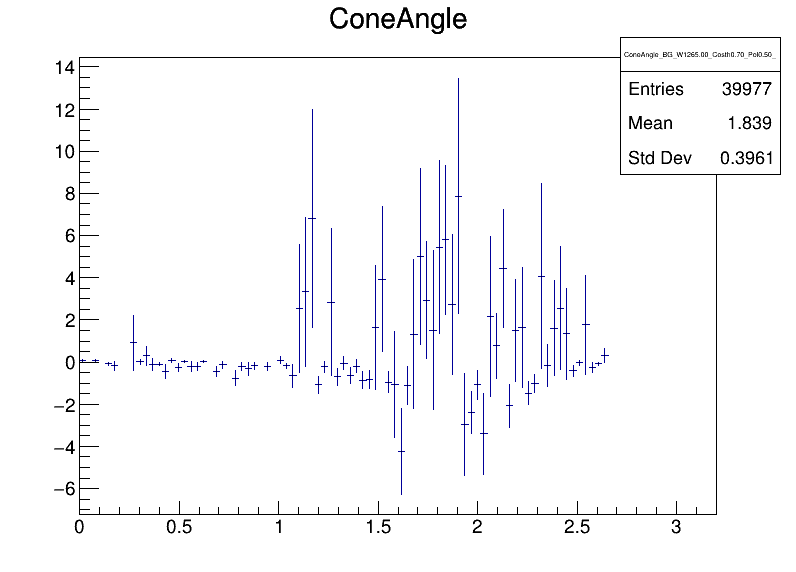 ConeAngle
ConeAngle_BG_W1265.00_Costh0.70_Pol0.50_
Entries 39977
Mean 1.839
Std Dev 0.3961
14
12
10
8
6
4
2
0
−2
−4
−6
0 0.5 1 1.5 2 2.5 3